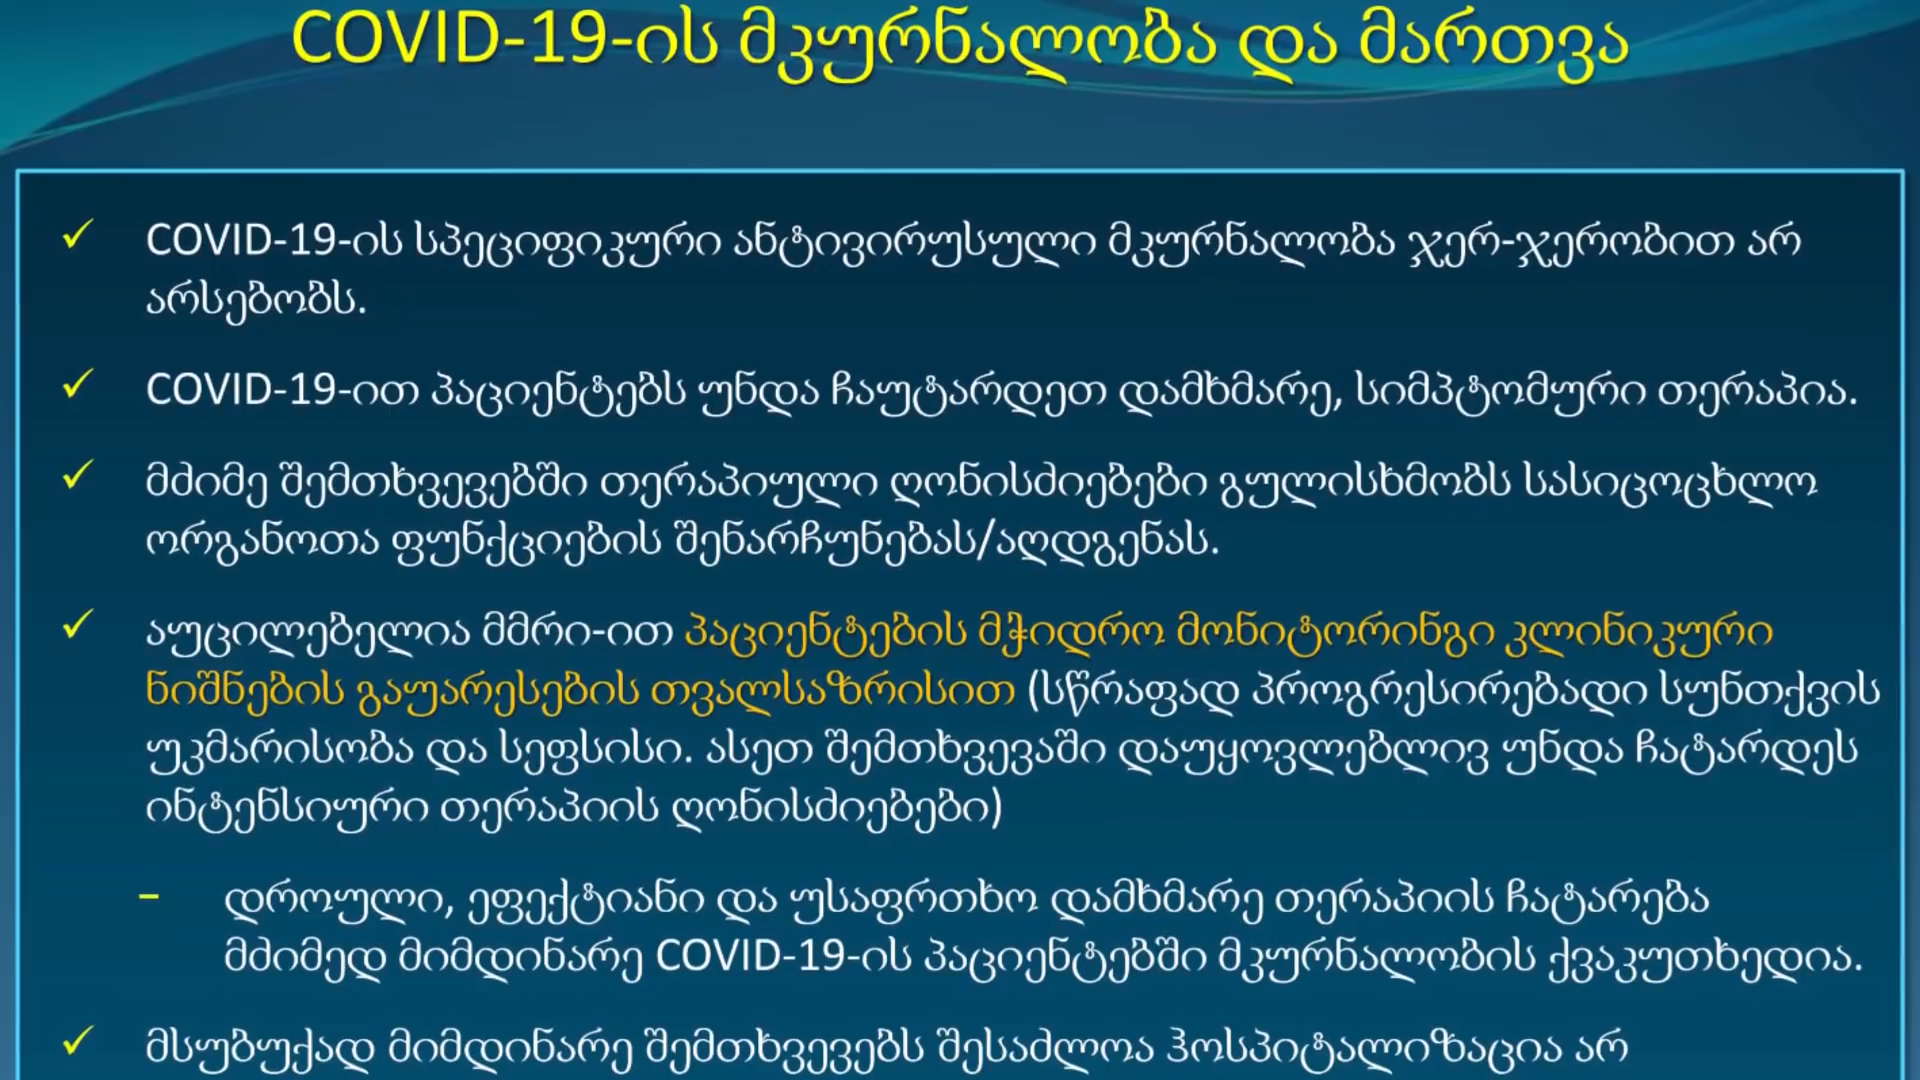 COVID-19-ის მკურნალობა და მართვა
✓ COVID-19-ის სპეციფიკური ანტივირუსული მკურნალობა ჯერ-ჯერობით არ
არსებობს.
✓ COVID-19-ით პაციენტებს უნდა ჩაუტარდეთ დამხმარე, სიმპტომური თერაპია.
✓ მძიმე შემთხვევებში თერაპიული ღონისძიებები გულისხმობს სასიცოცხლო
ორგანოთა ფუნქციების შენარჩუნებას/აღდგენას.
✓ აუცილებელია მმრი-ით პაციენტების მჭიდრო მონიტორინგი კლინიკური
ნიშნების გაუარესების თვალსაზრისით (სწრაფად პროგრესირებადი სუნთქვის
უკმარისობა და სეფსისი. ასეთ შემთხვევაში დაუყოვლებლივ უნდა ჩატარდეს
ინტენსიური თერაპიის ღონისძიებები)
– დროული, ეფექტიანი და უსაფრთხო დამხმარე თერაპიის ჩატარება
მძიმედ მიმდინარე COVID-19-ის პაციენტებში მკურნალობის ქვაკუთხედია.
✓ მსუბუქად მიმდინარე შემთხვევებს შესაძლოა ჰოსპიტალიზაცია არ